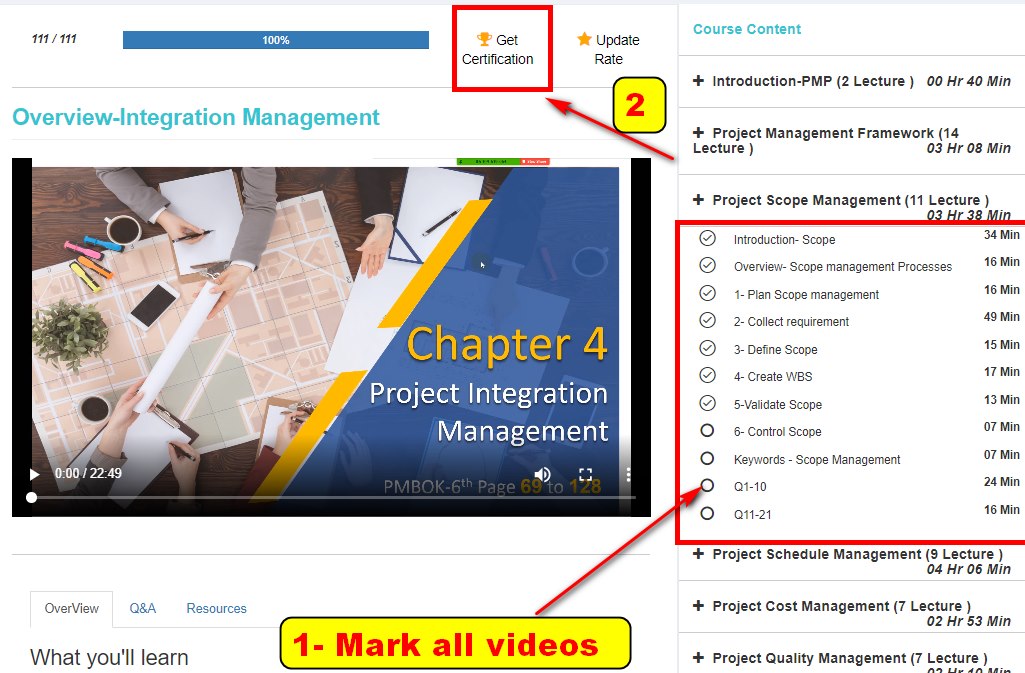 111 / 111
100%
Get
Certification
Update
Rate
2
Overview-Integration Management
Chapter 4
Project Integration
Management
PMBOK-6th Page 69 to 128
0:00 / 22:49
OverView
Q&A
Resources
1- Mark all videos
What you'll learn
Course Content
+ Introduction-PMP (2 Lecture ) 00 Hr 40 Min
+ Project Management Framework (14
Lecture ) 03 Hr 08 Min
+ Project Scope Management (11 Lecture )
03 Hr 38 Min
Introduction- Scope 34 Min
Overview- Scope management Processes 16 Min
1- Plan Scope management 16 Min
2- Collect requirement 49 Min
3- Define Scope 15 Min
4- Create WBS 17 Min
5-Validate Scope 13 Min
6- Control Scope 07 Min
Keywords - Scope Management 07 Min
Q1-10 24 Min
Q11-21 16 Min
+ Project Schedule Management (9 Lecture )
04 Hr 06 Min
+ Project Cost Management (7 Lecture )
02 Hr 53 Min
+ Project Quality Management (7 Lecture )
02 Hr 10 Min